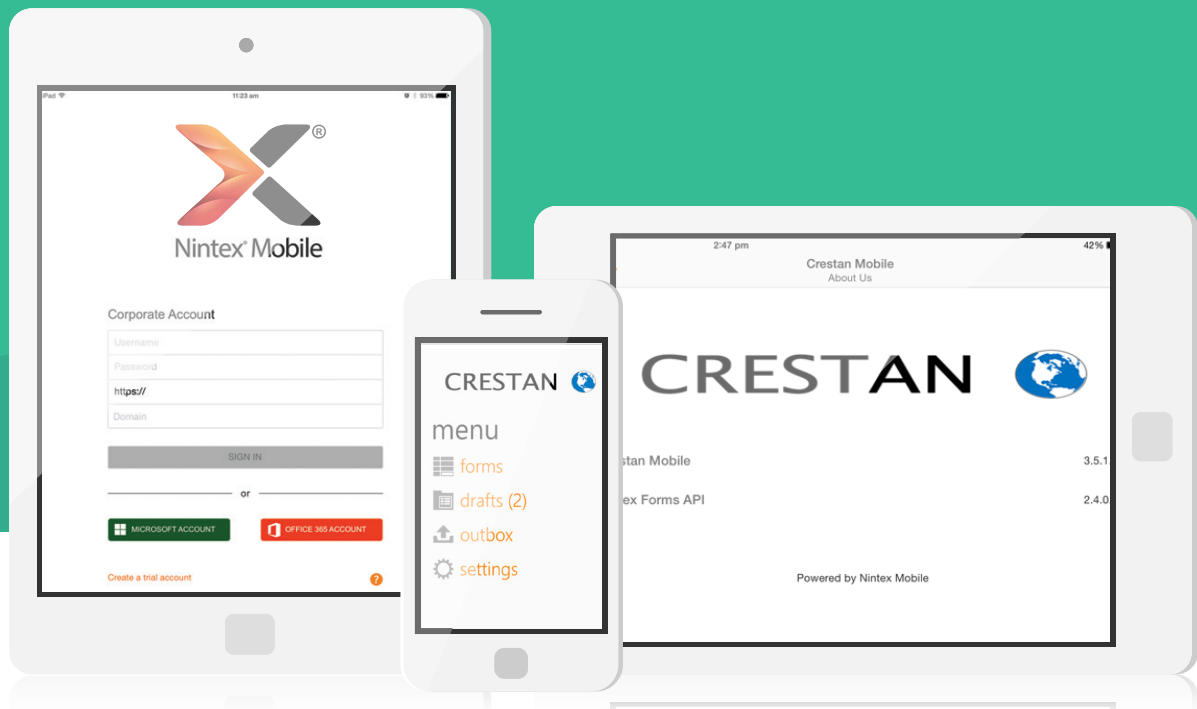 iPad
11:23 am
93%
®
Nintex® Mobile
Corporate Account
Username
Password
https://
Domain
SIGN IN
or
MICROSOFT ACCOUNT
OFFICE 365 ACCOUNT
Create a trial account
?
CRESTAN
menu
forms
drafts (2)
outbox
settings
2:47 pm
42%
Crestan Mobile
About Us
CRESTAN
stan Mobile
3.5.1.
ex Forms API
2.4.0
Powered by Nintex Mobile